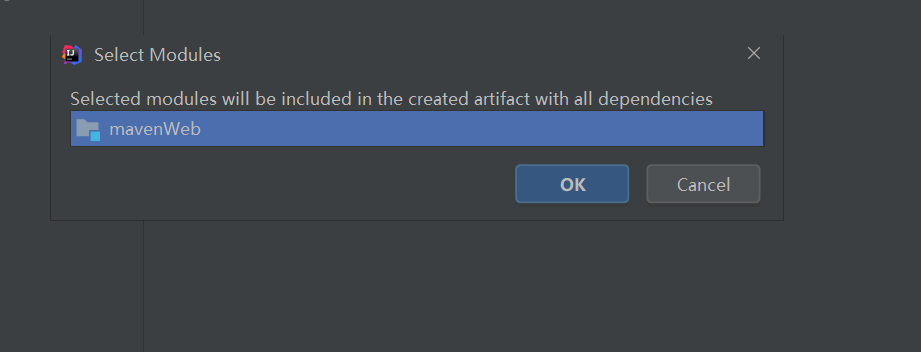 Select Modules
Selected modules will be included in the created artifact with all dependencies
mavenWeb
OK Cancel